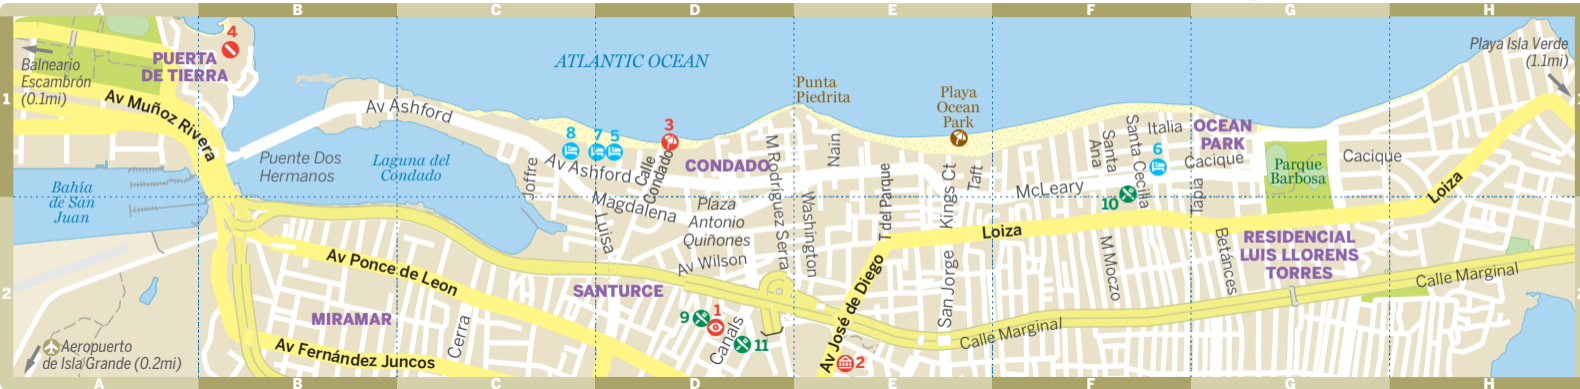 A B C D E F G H
4
ATLANTIC OCEAN
Playa Isla Verde
(1.1mi)
PUERTA
DE TIERRA
Balneario
Escambrón
(0.1mi)
Punta
Piedrita
Playa
Ocean
Park
1
Av Muñoz Rivera
Av Ashford
8
7
5
3
Av Ashford
Calle
Condado
CONDADO
M Rodríguez Serra
Nain
Santa
Ana
Santa Cecilia
Italia
OCEAN
PARK
6
Cacique
Parque
Barbosa
Cacique
Puente Dos
Hermanos
Laguna del
Condado
Joffre
Magdalena
Luisa
Plaza
Antonio
Quiñones
Washington
T del Parque
Kings Ct
Taft
McLeary
10
Tapia
Loiza
Bahía
de San
Juan
Av Wilson
Loiza
San Jorge
M Moczo
Betánces
RESIDENCIAL
LUIS LLORENS
TORRES
Calle Marginal
2
Av Ponce de Leon
SANTURCE
MIRAMAR
Cerra
9
1
Canals
11
Av José de Diego
Calle Marginal
2
Av Fernández Juncos
Aeropuerto
de Isla Grande (0.2mi)
2
A B C D E F G H